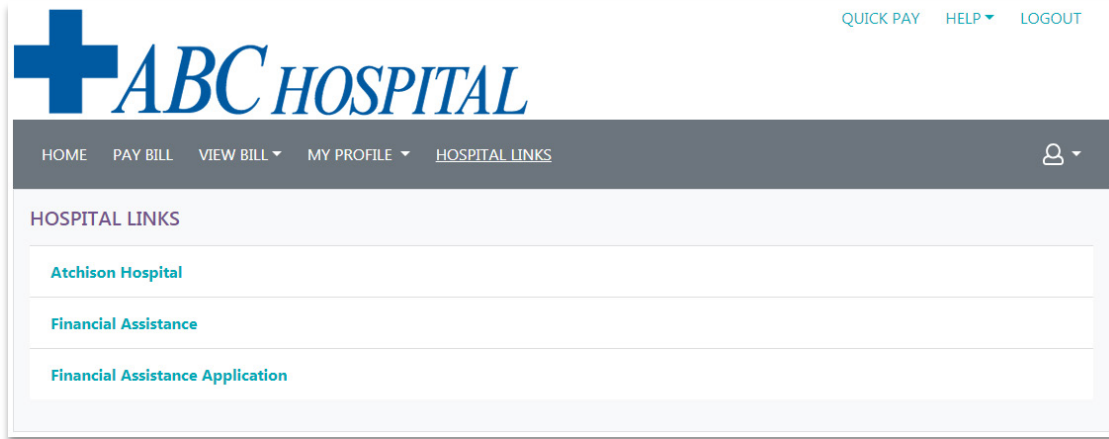 QUICK PAY HELP LOGOUT
ABC HOSPITAL
HOME PAY BILL VIEW BILL MY PROFILE HOSPITAL LINKS
HOSPITAL LINKS
Atchison Hospital
Financial Assistance
Financial Assistance Application